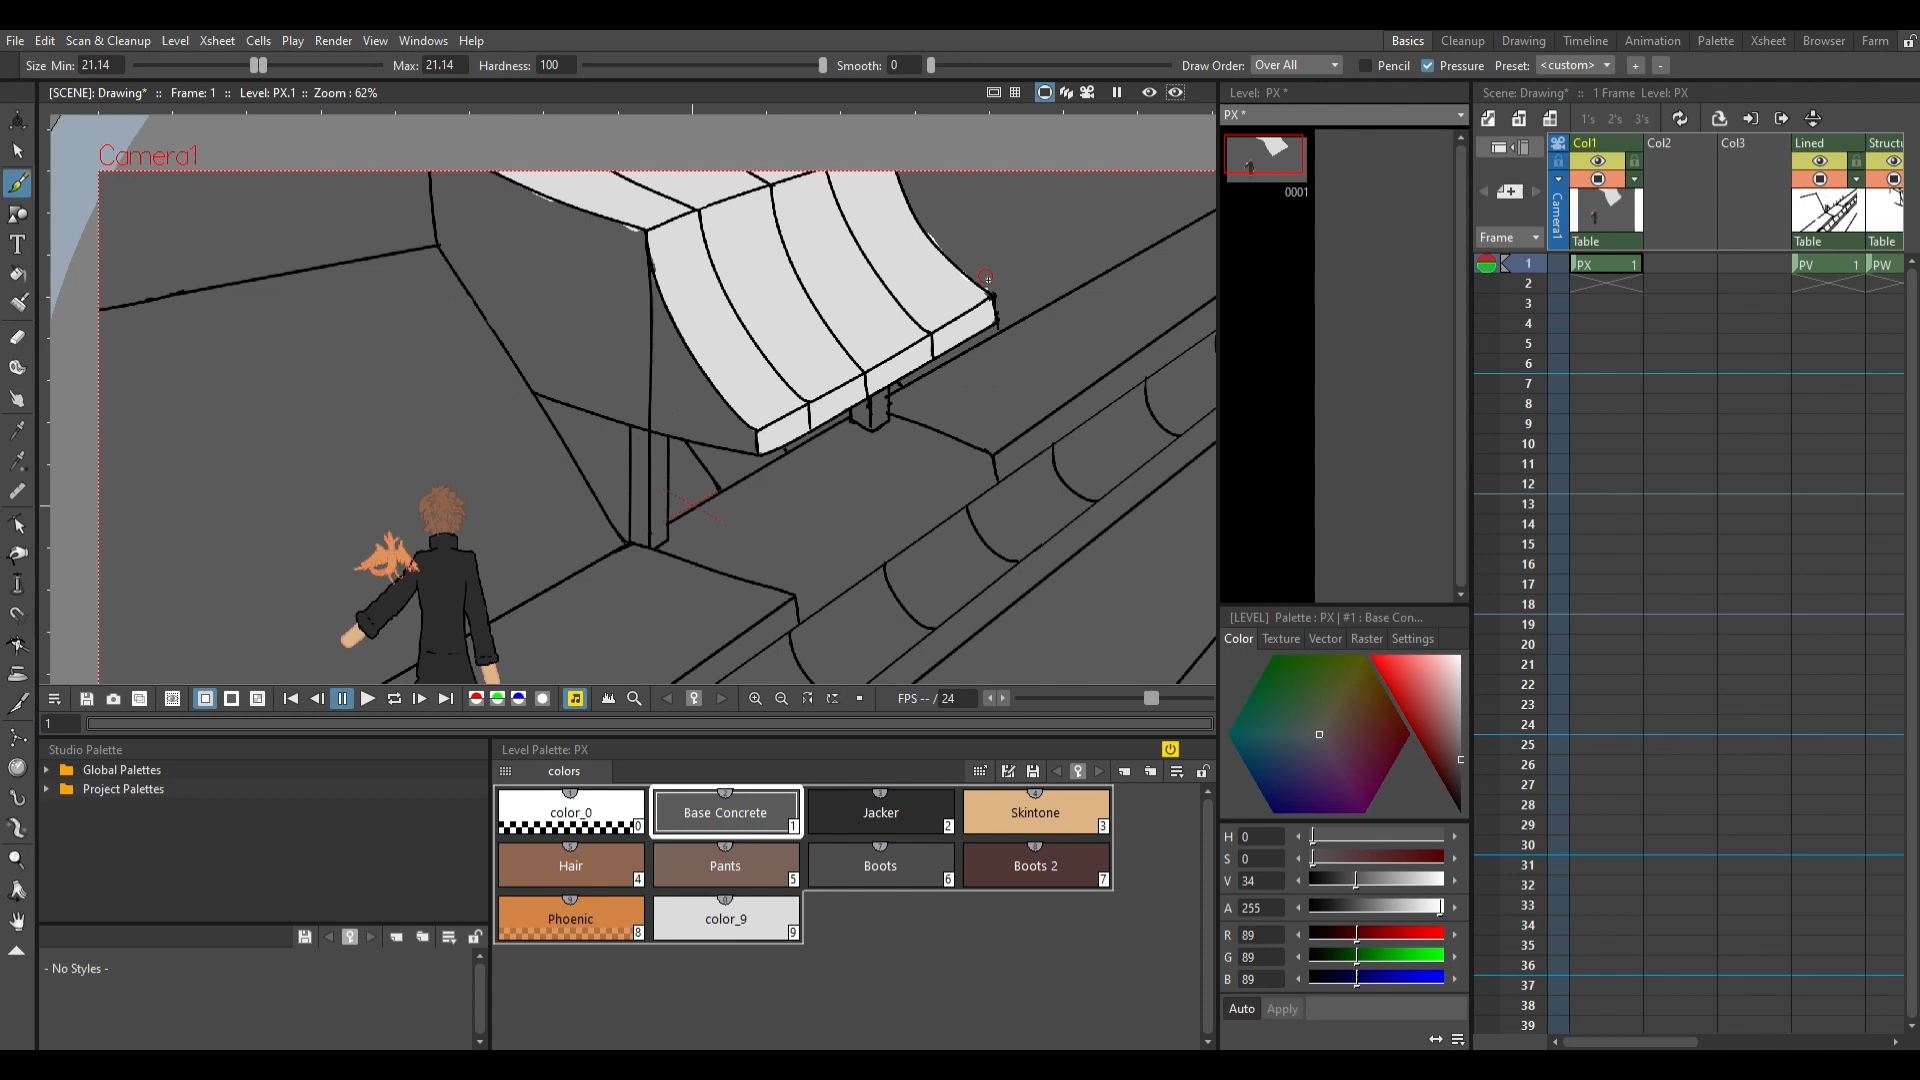 File Edit Scan & Cleanup Level Xsheet Cells Play Render View Windows Help
Basics Cleanup Drawing Timeline Animation Palette Xsheet Browser Farm
Size Min: 21.14 Max: 21.14 Hardness: 100 Smooth: 0 Draw Order: Over All Pencil Pressure Preset: <custom> + -
[SCENE]: Drawing* :: Frame: 1 :: Level: PX.1 :: Zoom : 62%
Level: PX *
Scene: Drawing* :: 1 Frame Level: PX
PX *
1's 2's 3's
Camera1
0001
Col1 Col2 Col3 Lined Structu
Camera1
Frame
Table Table Table
1 PX 1 PV 1 PW
2
3
4
5
6
7
8
9
10
11
12
13
14
15
16
17
18
19
20
21
22
23
24
25
26
27
28
29
30
31
32
33
34
35
36
37
38
39
[LEVEL] Palette : PX | #1 : Base Con...
Color Texture Vector Raster Settings
FPS -- / 24
1
Studio Palette
Global Palettes
Project Palettes
- No Styles -
Level Palette: PX
colors
color_0 0 Base Concrete 1 Jacker 2 Skintone 3
Hair 4 Pants 5 Boots 6 Boots 2 7
Phoenic 8 color_9 9
H 0
S 0
V 34
A 255
R 89
G 89
B 89
Auto Apply